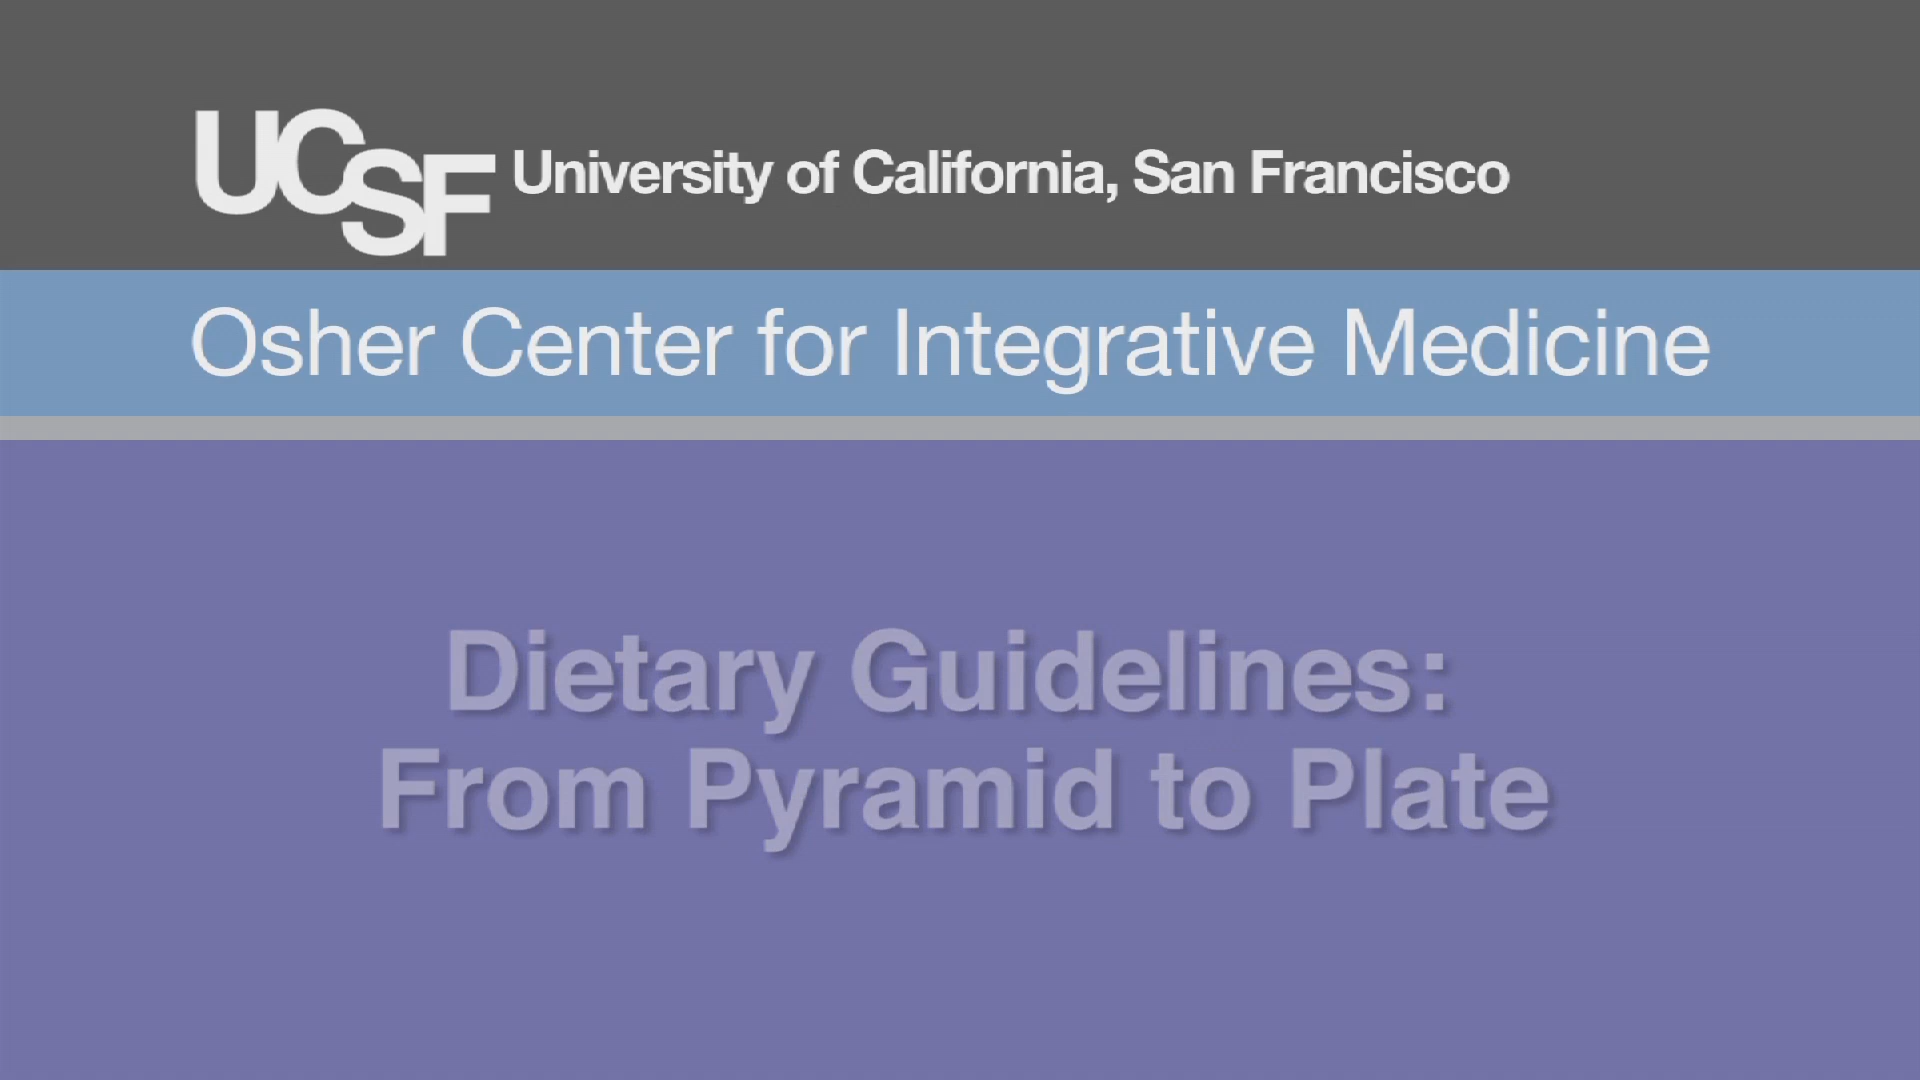 UCSF University of California, San Francisco
Osher Center for Integrative Medicine
Dietary Guidelines:
From Pyramid to Plate